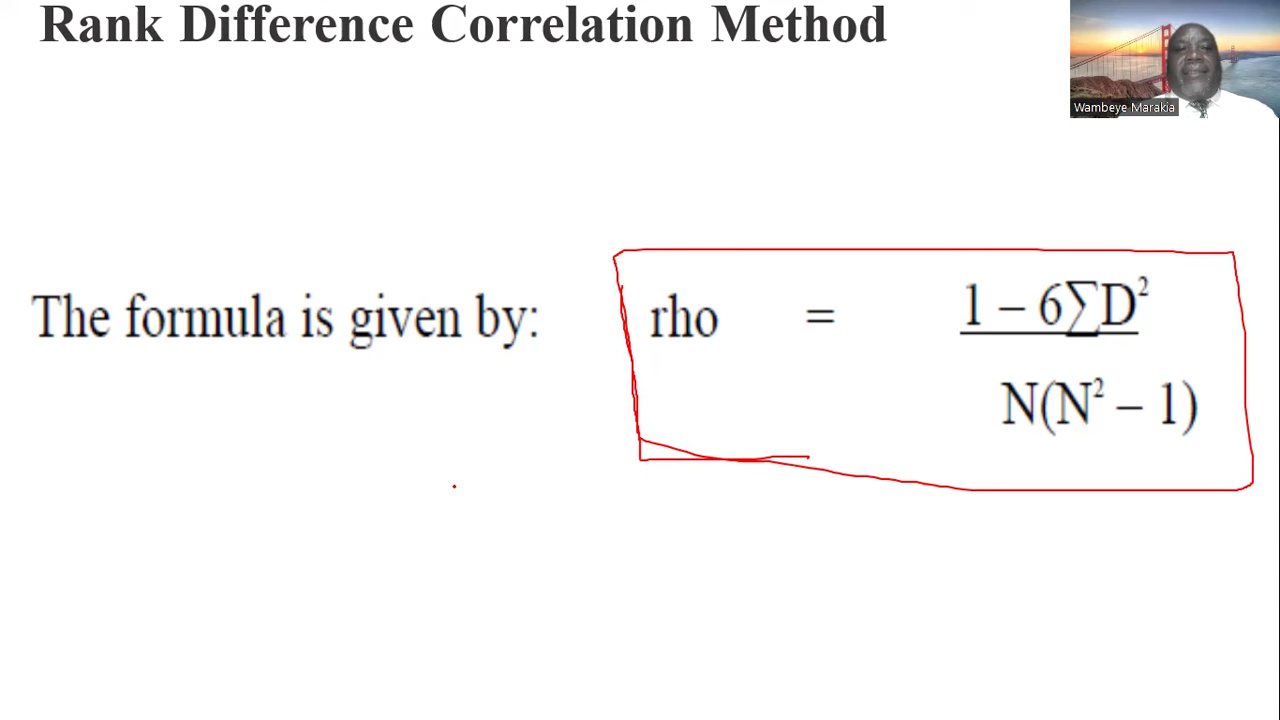 Rank Difference Correlation Method
Wambeye Marakia
The formula is given by: rho = 1 – 6∑D²
N(N² – 1)